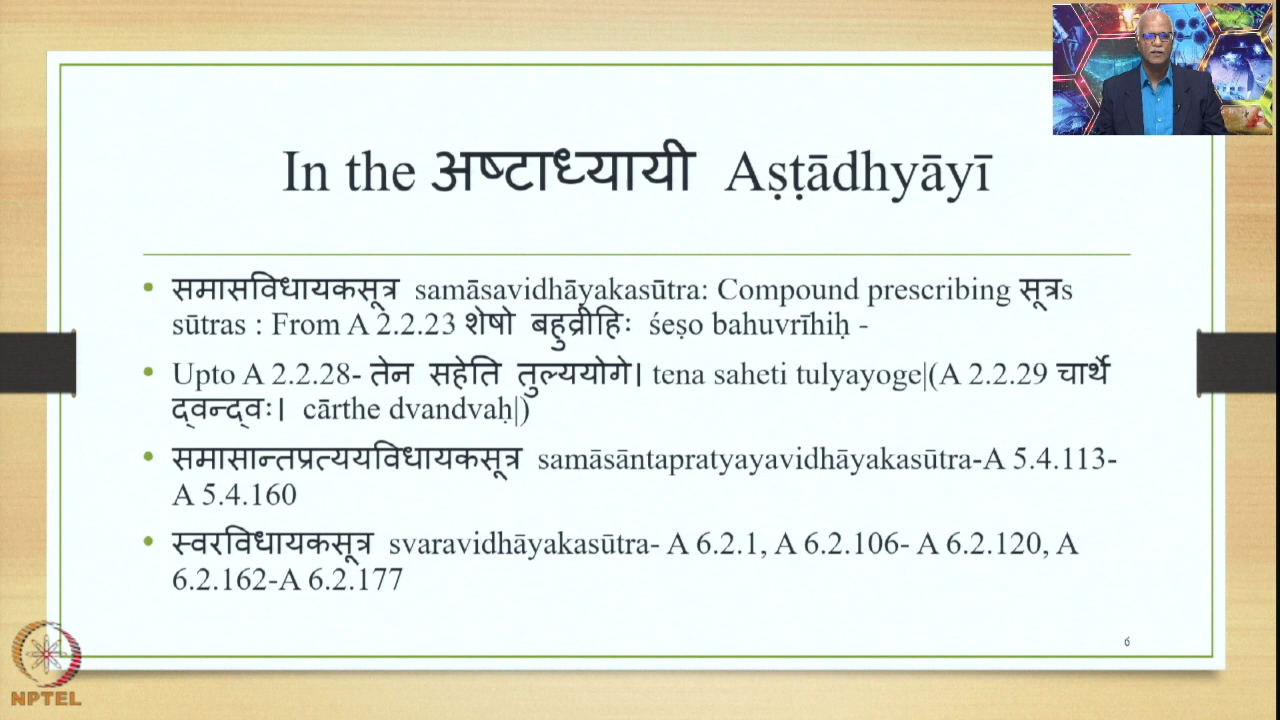 In the अष्टाध्यायी Aṣṭādhyāyī
• समासविधायकसूत्र samāsavidhāyakasūtra: Compound prescribing सूत्रs
sūtras : From A 2.2.23 शेषो बहुव्रीहिः śeṣo bahuvrīhiḥ -
• Upto A 2.2.28- तेन सहेति तुल्ययोगे। tena saheti tulyayoge|(A 2.2.29 चार्थे
द्वन्द्वः। cārthe dvandvaḥ|)
• समासान्तप्रत्ययविधायकसूत्र samāsāntapratyayavidhāyakasūtra-A 5.4.113-
A 5.4.160
• स्वरविधायकसूत्र svaravidhāyakasūtra- A 6.2.1, A 6.2.106- A 6.2.120, A
6.2.162-A 6.2.177
६
NPTEL